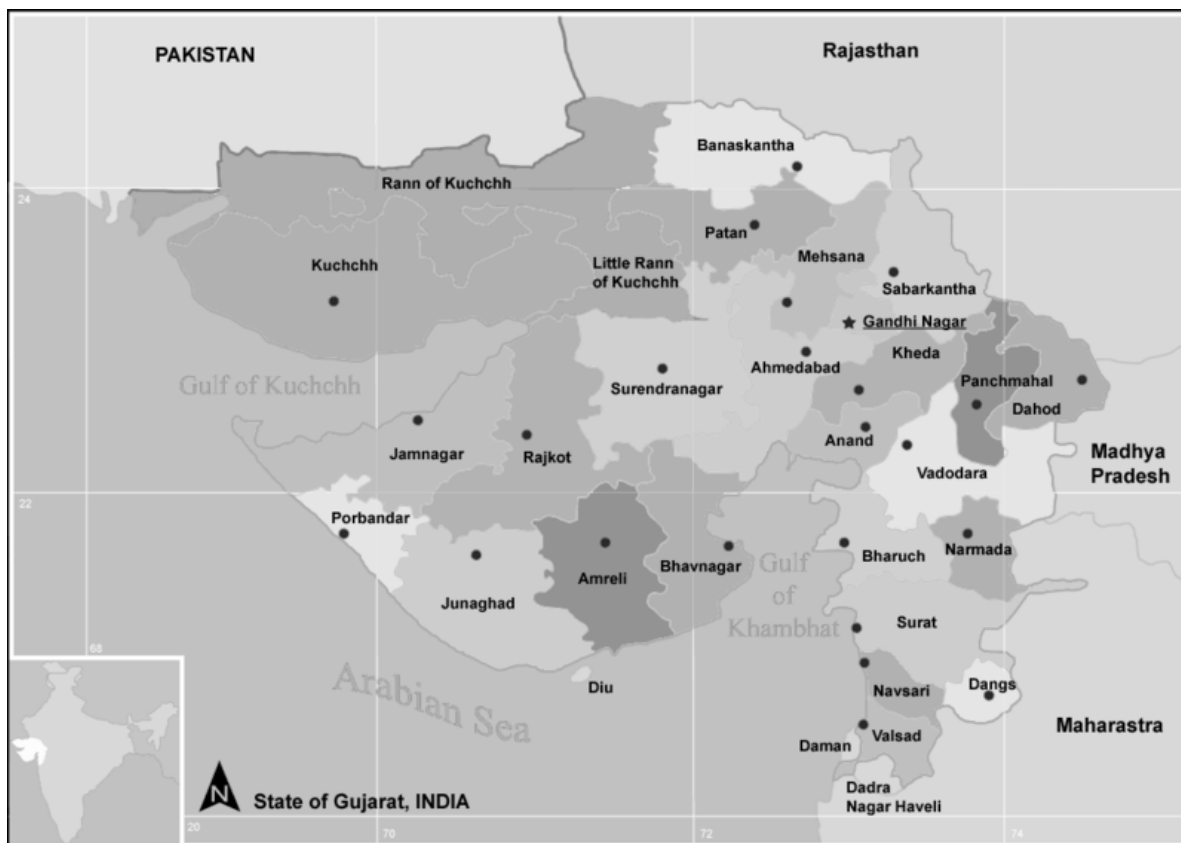 PAKISTAN
Rajasthan
Banaskantha
Rann of Kuchchh
24
Patan
Mehsana
Kuchchh
Little Rann
of Kuchchh
Sabarkantha
Gandhi Nagar
Kheda
Ahmedabad
Gulf of Kuchchh
Surendranagar
Panchmahal
Dahod
Anand
Jamnagar
Rajkot
Madhya
Pradesh
Vadodara
22
Porbandar
Bharuch
Narmada
Bhavnagar
Gulf
of
Khambhat
Amreli
Junaghad
Surat
68
Arabian Sea
Diu
Navsari
Dangs
Maharastra
Daman
Valsad
Dadra
Nagar Haveli
N
State of Gujarat, INDIA
20
70
72
74